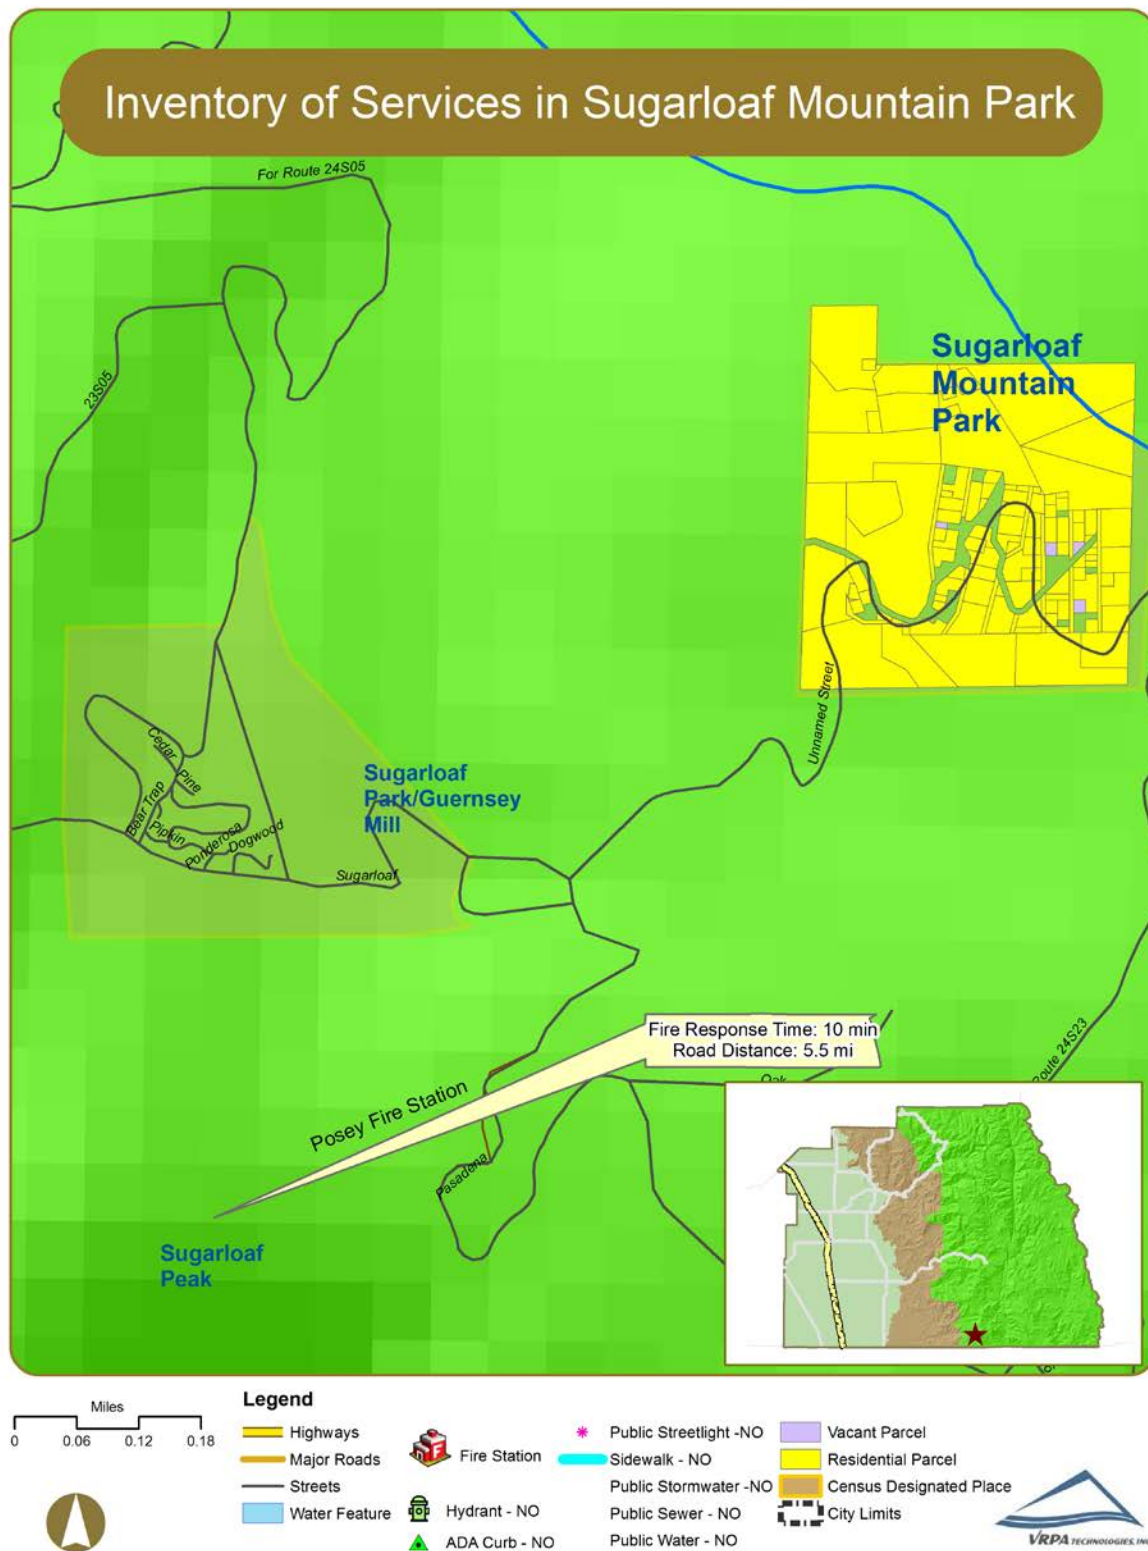 Inventory of Services in Sugarloaf Mountain Park
For Route 24S05
23S05
Sugarloaf
Mountain
Park
Unnamed Street
Cedar
Pine
Bear Trap
Pipkin
Ponderosa
Dogwood
Sugarloaf
Sugarloaf
Park/Guernsey
Mill
Fire Response Time: 10 min
Road Distance: 5.5 mi
Posey Fire Station
Pasadena
Oak
Route 24S23
Sugarloaf
Peak
Miles
0 0.06 0.12 0.18
Legend
Highways
Major Roads
Streets
Water Feature
Fire Station
Hydrant - NO
ADA Curb - NO
Public Streetlight -NO
Sidewalk - NO
Public Stormwater -NO
Public Sewer - NO
Public Water - NO
Vacant Parcel
Residential Parcel
Census Designated Place
City Limits
VRPA TECHNOLOGIES, INC